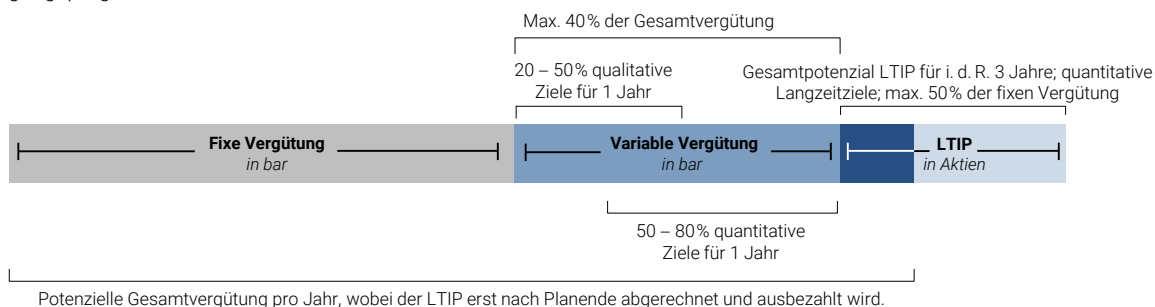 Max. 40% der Gesamtvergütung
20 – 50% qualitative
Ziele für 1 Jahr
Gesamtpotenzial LTIP für i. d. R. 3 Jahre; quantitative
Langzeitziele; max. 50% der fixen Vergütung
Fixe Vergütung
in bar
Variable Vergütung
in bar
LTIP
in Aktien
50 – 80% quantitative
Ziele für 1 Jahr
Potenzielle Gesamtvergütung pro Jahr, wobei der LTIP erst nach Planende abgerechnet und ausbezahlt wird.